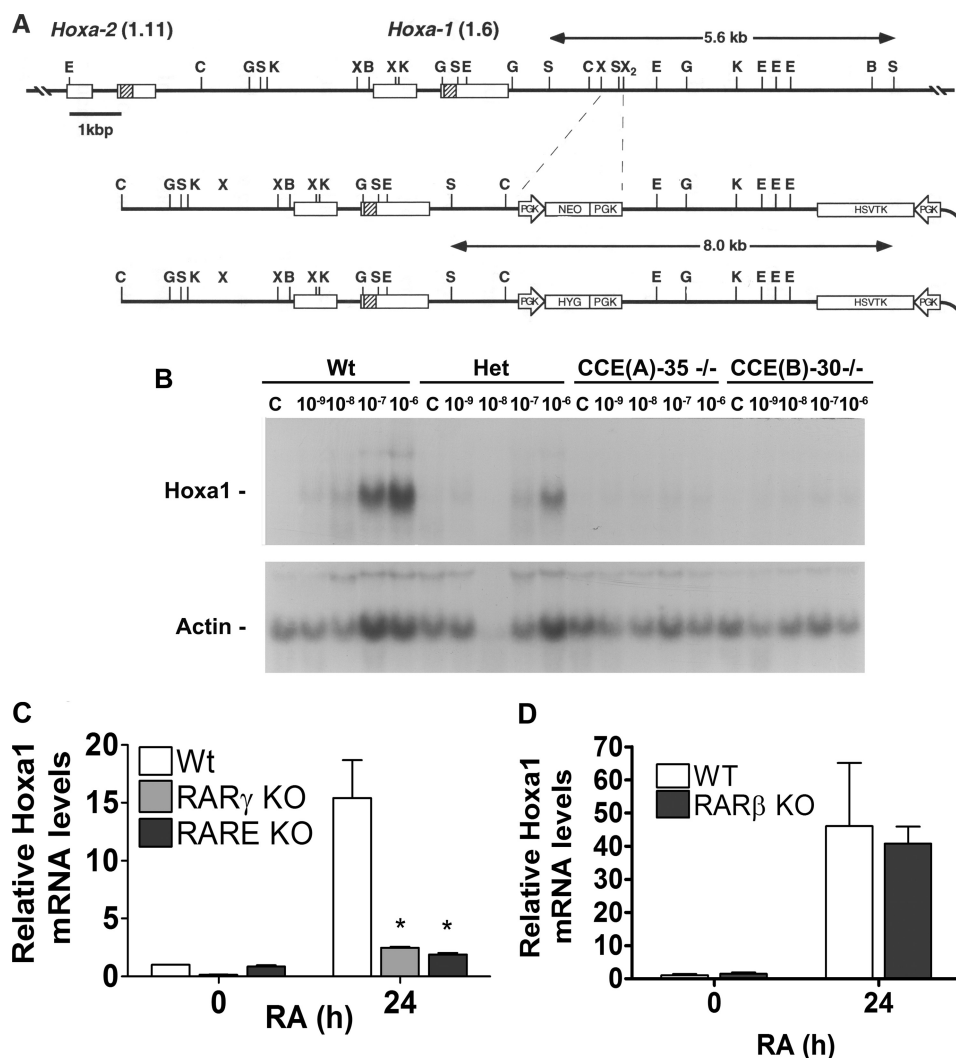 A
Hoxa-2 (1.11) Hoxa-1 (1.6) 5.6 kb
E C G S K X B X K G S E G S C X S X2 E G K E E E B S
1kbp
C G S K X X B X K G S E S C E G K E E E
PGK NEO PGK HSVTK PGK
8.0 kb
C G S K X X B X K G S E S C E G K E E E
PGK HYG PGK HSVTK PGK
B
Wt Het CCE(A)-35 -/- CCE(B)-30-/-
C 10-9 10-8 10-7 10-6 C 10-9 10-8 10-7 10-6 C 10-9 10-8 10-7 10-6 C 10-9 10-8 10-7 10-6
Hoxa1 -
Actin -
C
Relative Hoxa1
mRNA levels
20
15
10
5
0
Wt
RARγ KO
RARE KO
* *
0 24
RA (h)
D
Relative Hoxa1
mRNA levels
70
60
50
40
30
20
10
0
WT
RARβ KO
0 24
RA (h)